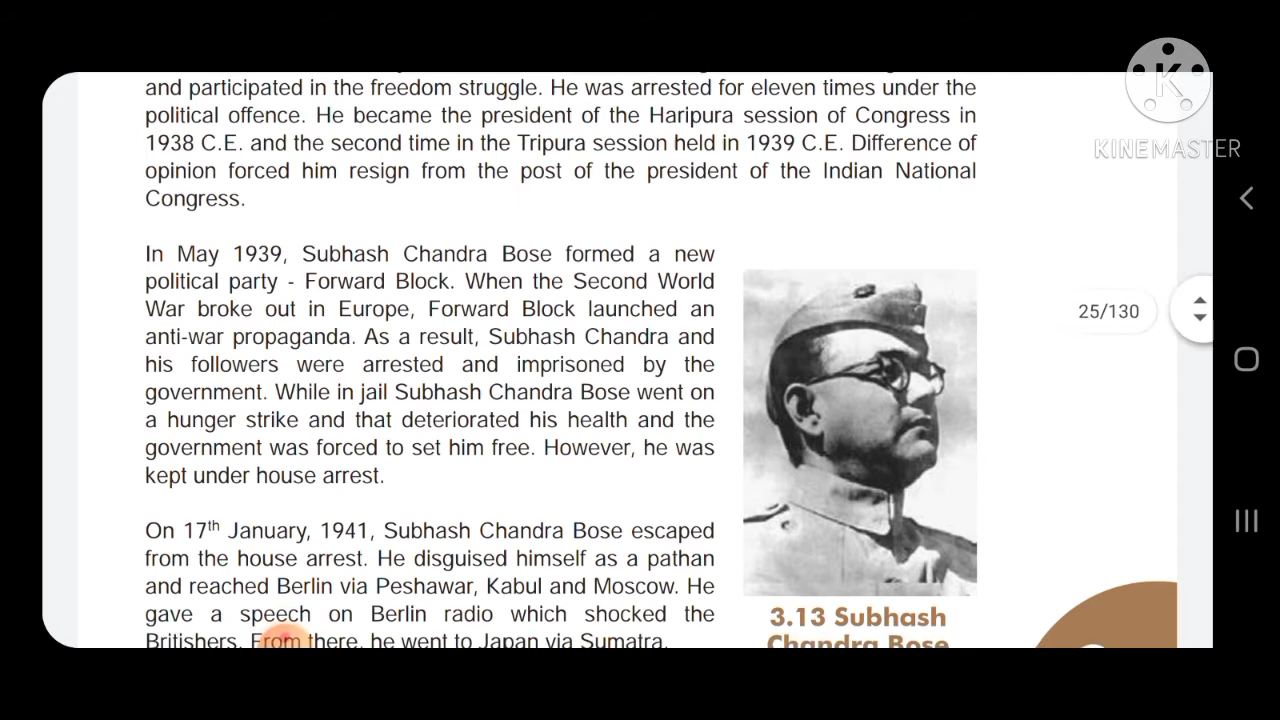 and participated in the freedom struggle. He was arrested for eleven times under the
political offence. He became the president of the Haripura session of Congress in
1938 C.E. and the second time in the Tripura session held in 1939 C.E. Difference of
opinion forced him resign from the post of the president of the Indian National
Congress.
In May 1939, Subhash Chandra Bose formed a new
political party - Forward Block. When the Second World
War broke out in Europe, Forward Block launched an
anti-war propaganda. As a result, Subhash Chandra and
his followers were arrested and imprisoned by the
government. While in jail Subhash Chandra Bose went on
a hunger strike and that deteriorated his health and the
government was forced to set him free. However, he was
kept under house arrest.
On 17th January, 1941, Subhash Chandra Bose escaped
from the house arrest. He disguised himself as a pathan
and reached Berlin via Peshawar, Kabul and Moscow. He
gave a speech on Berlin radio which shocked the
Britishers. From there, he went to Japan via Sumatra.
3.13 Subhash
Chandra Bose
25/130
K
KINEMASTER